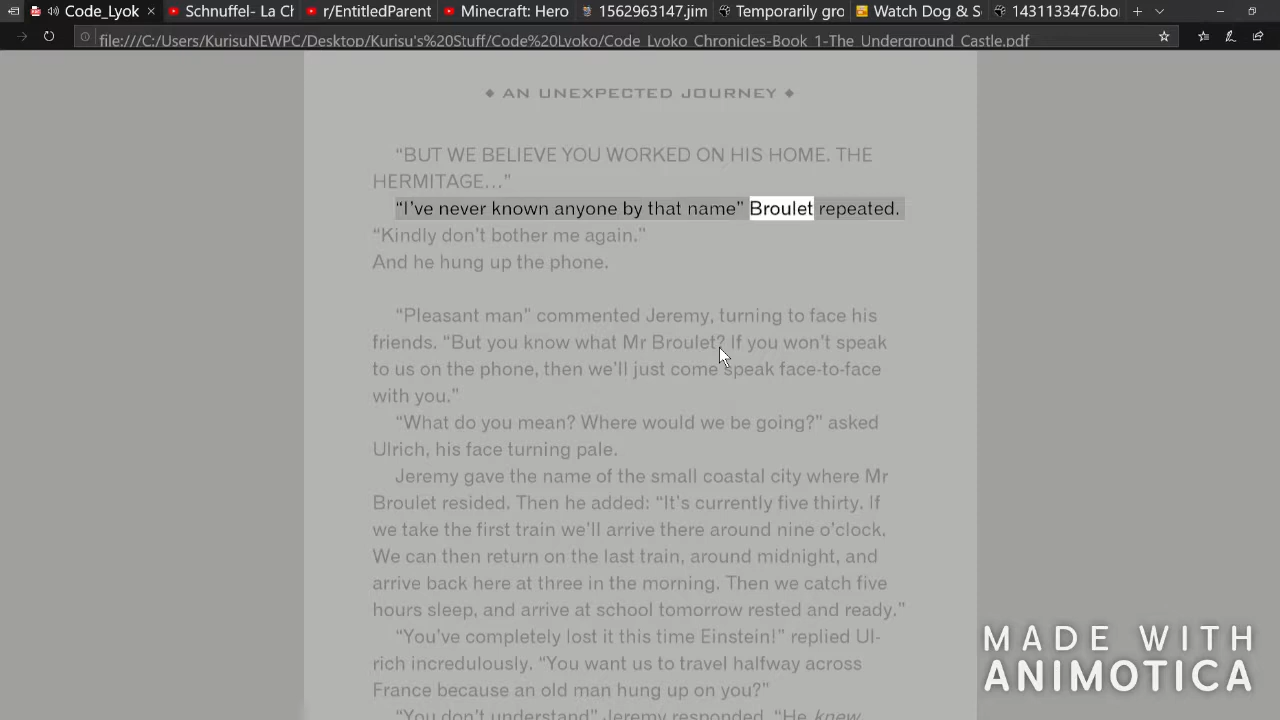 Code_Lyok
Schnuffel- La Ch
r/EntitledParent
Minecraft: Hero
1562963147.jim
Temporarily gro
Watch Dog & S
1431133476.bo
file:///C:/Users/KurisuNEWPC/Desktop/Kurisu's%20Stuff/Code%20Lyoko/Code_Lyoko_Chronicles-Book_1-The_Underground_Castle.pdf
◆ AN UNEXPECTED JOURNEY ◆
“BUT WE BELIEVE YOU WORKED ON HIS HOME. THE
HERMITAGE…”
“I’ve never known anyone by that name” Broulet repeated.
“Kindly don’t bother me again.”
And he hung up the phone.
“Pleasant man” commented Jeremy, turning to face his
friends. “But you know what Mr Broulet? If you won’t speak
to us on the phone, then we’ll just come speak face-to-face
with you.”
“What do you mean? Where would we be going?” asked
Ulrich, his face turning pale.
Jeremy gave the name of the small coastal city where Mr
Broulet resided. Then he added: “It’s currently five thirty. If
we take the first train we’ll arrive there around nine o’clock.
We can then return on the last train, around midnight, and
arrive back here at three in the morning. Then we catch five
hours sleep, and arrive at school tomorrow rested and ready.”
“You’ve completely lost it this time Einstein!” replied Ul-
rich incredulously. “You want us to travel halfway across
France because an old man hung up on you?”
“You don’t understand” Jeremy responded. “He knew
MADE WITH
ANIMOTICA